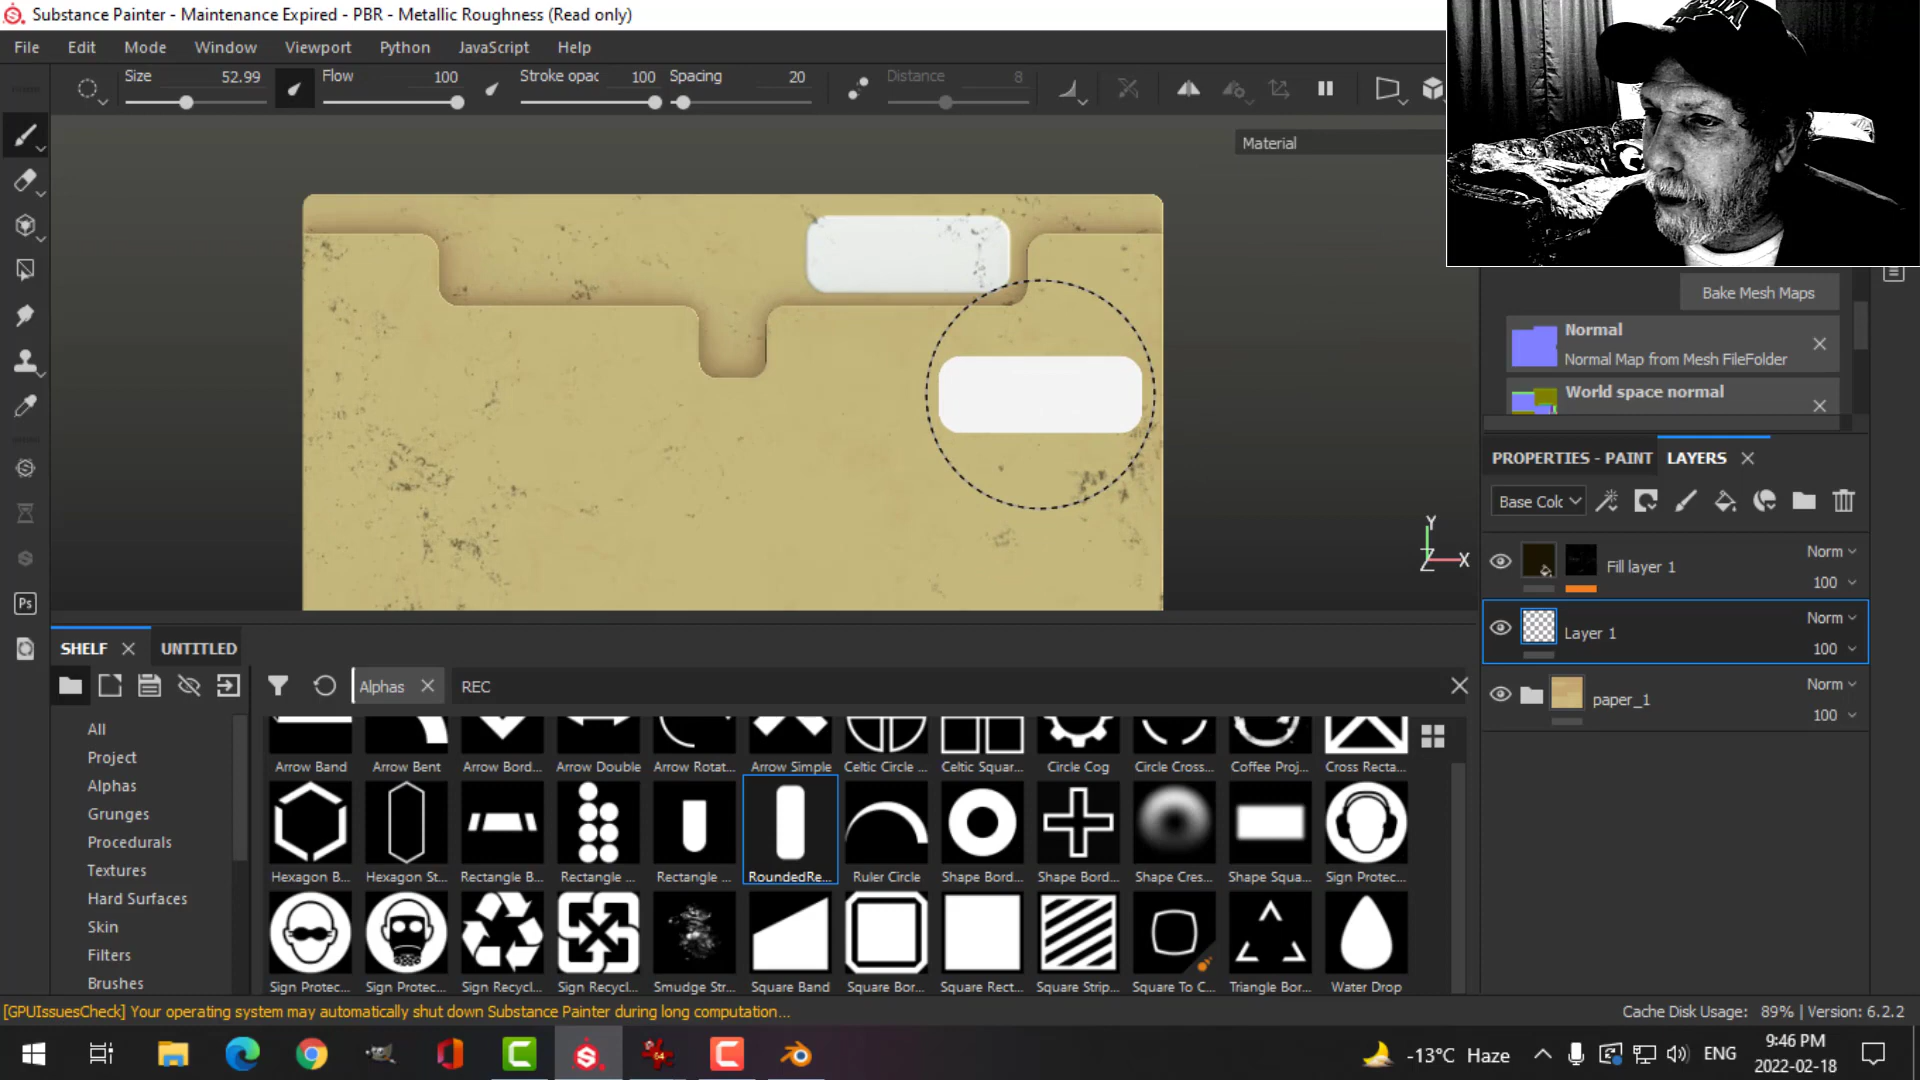 Substance Painter - Maintenance Expired - PBR - Metallic Roughness (Read only)
File Edit Mode Window Viewport Python JavaScript Help
Size 52.99 Flow 100 Stroke opac 100 Spacing 20 Distance 8
Material
Bake Mesh Maps
Normal
Normal Map from Mesh FileFolder
World space normal
PROPERTIES - PAINT LAYERS
Base Colc
Norm
Fill layer 1
100
Norm
Layer 1
100
Norm
paper_1
100
Y
Z X
Ps
SHELF UNTITLED
Alphas REC
All
Project
Alphas
Grunges
Procedurals
Textures
Hard Surfaces
Skin
Filters
Brushes
Arrow Band Arrow Bent Arrow Bord... Arrow Double Arrow Rotat... Arrow Simple Celtic Circle ... Celtic Squar... Circle Cog Circle Cross... Coffee Proj... Cross Recta...
Hexagon B... Hexagon St... Rectangle B... Rectangle ... Rectangle ... RoundedRe... Ruler Circle Shape Bord... Shape Bord... Shape Cres... Shape Squa... Sign Protec...
Sign Protec... Sign Protec... Sign Recycl... Sign Recycl... Smudge Str... Square Band Square Bor... Square Rect... Square Strip... Square To C... Triangle Bor... Water Drop
[GPUIssuesCheck] Your operating system may automatically shut down Substance Painter during long computation...
Cache Disk Usage: 89% | Version: 6.2.2
-13°C Haze ENG 9:46 PM
2022-02-18